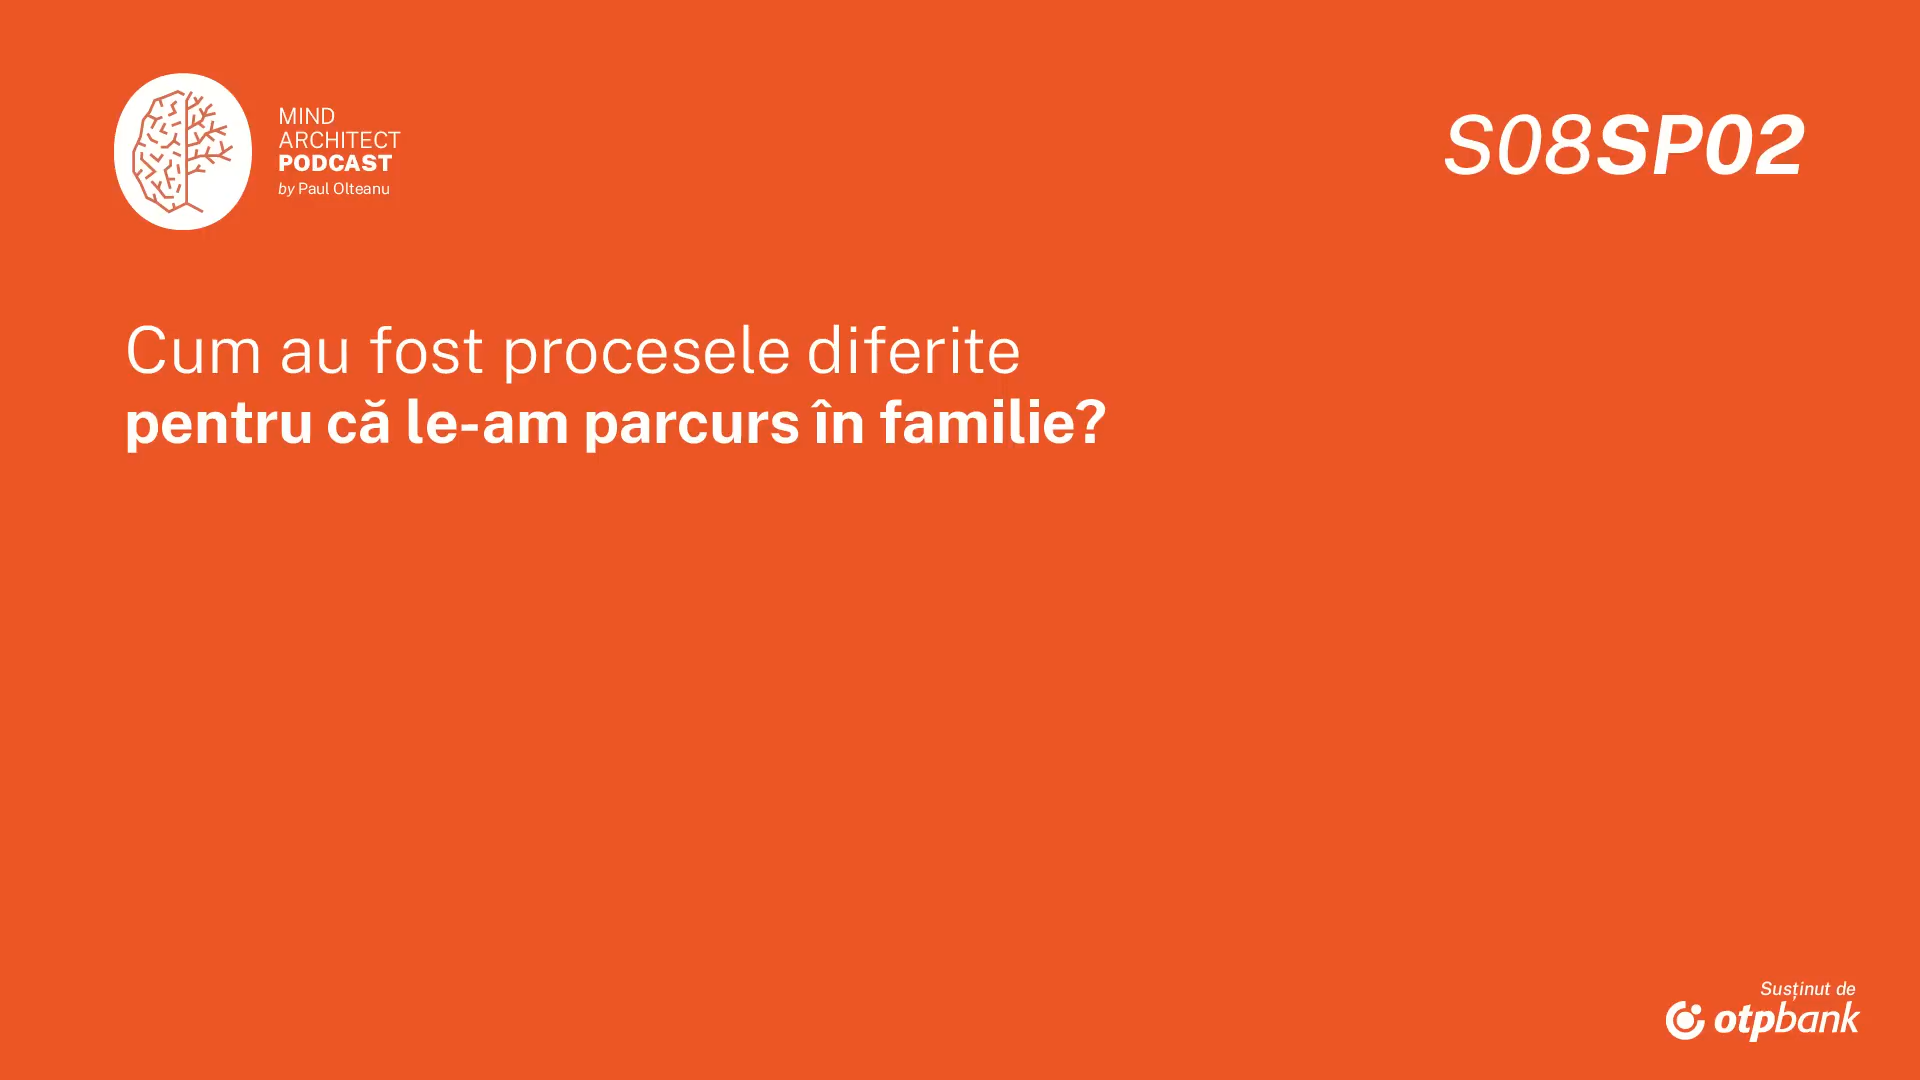 MIND
ARCHITECT
PODCAST
by Paul Olteanu
S08SP02
Cum au fost procesele diferite
pentru că le-am parcurs în familie?
Susținut de
otpbank